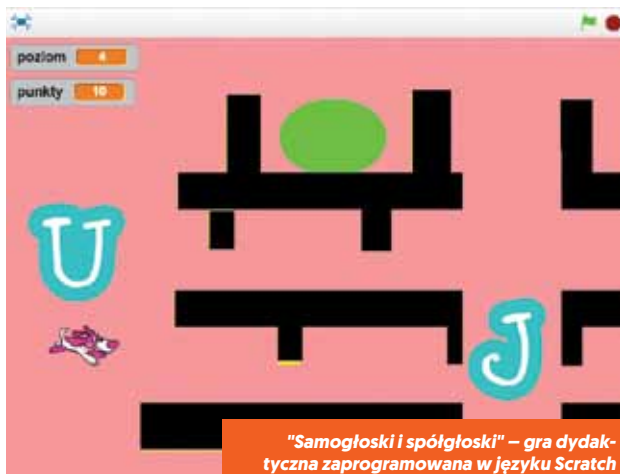 poziom 4
punkty 10
U
J
"Samogłoski i spółgłoski" – gra dydak-
tyczna zaprogramowana w języku Scratch